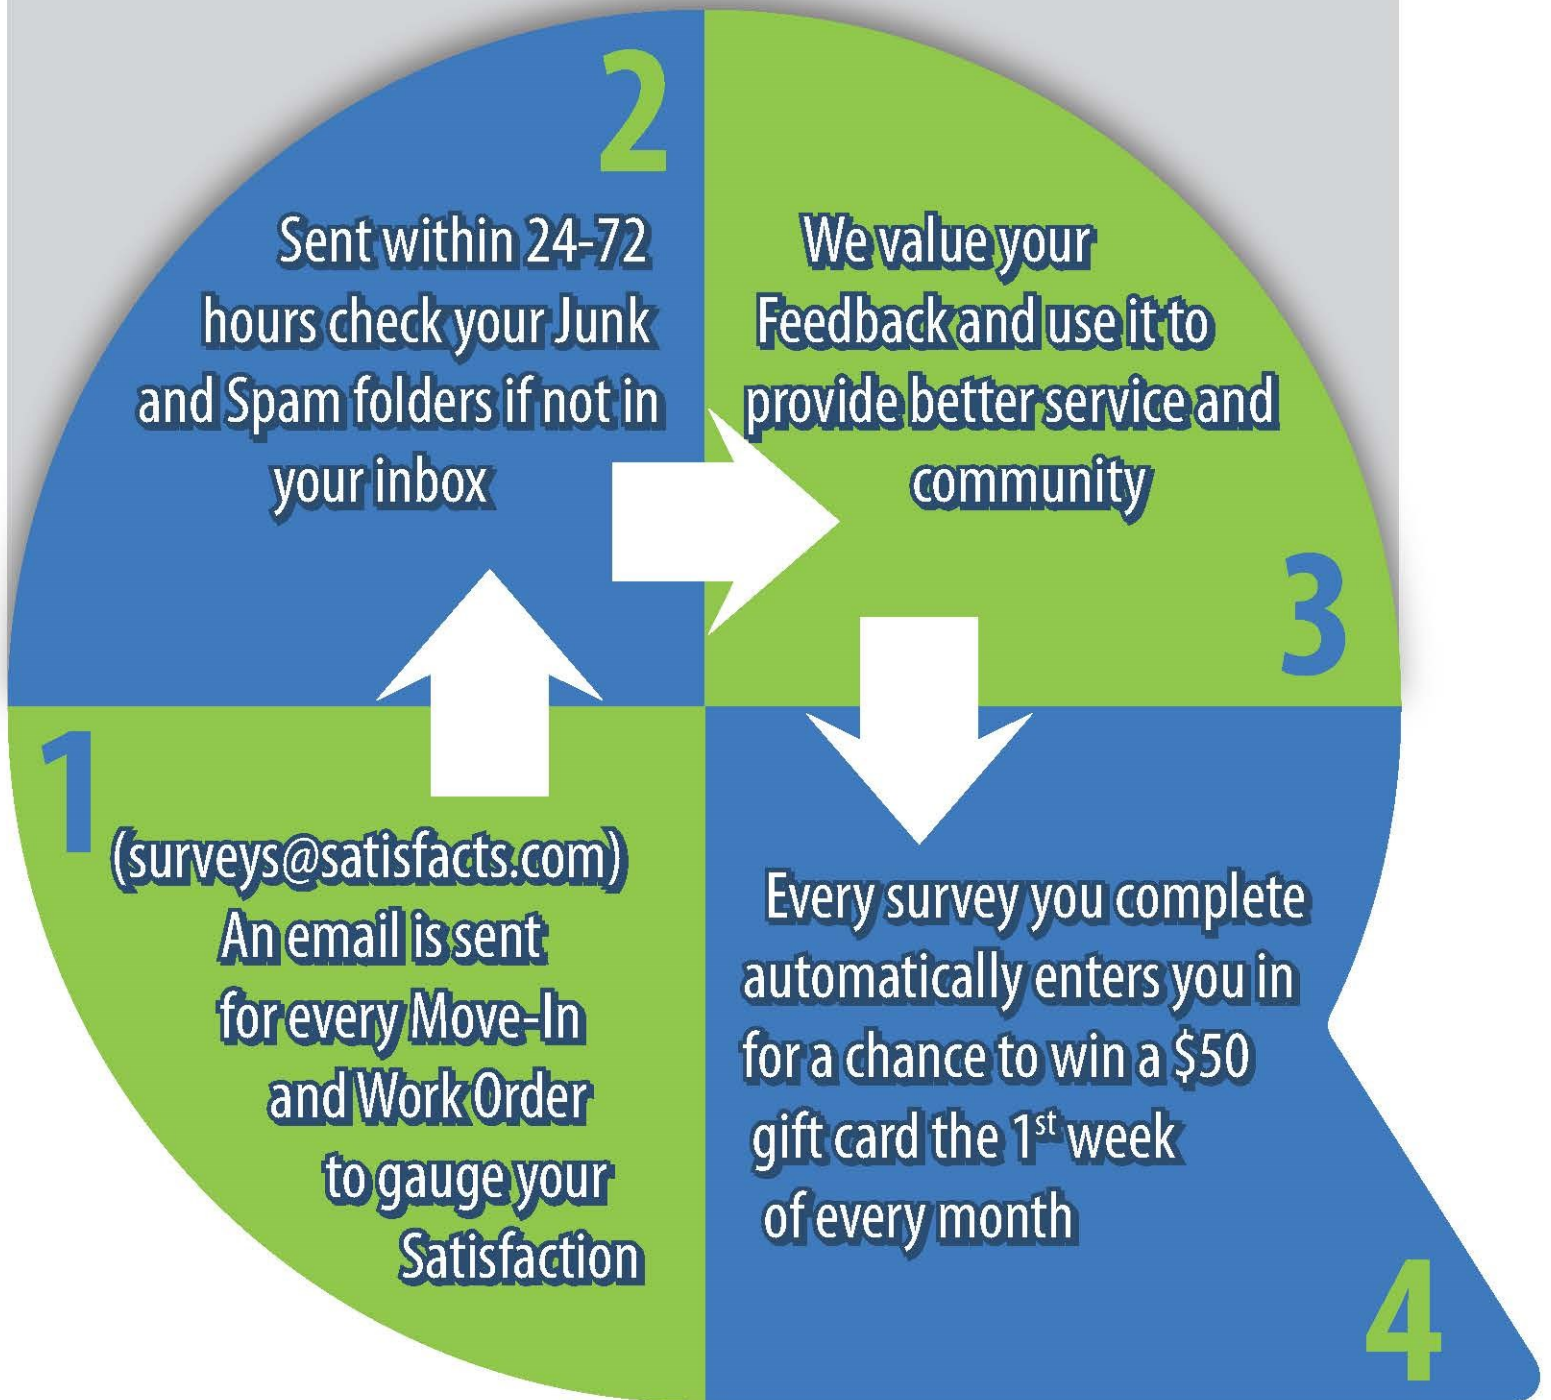 1
(surveys@satisfacts.com)
An email is sent
for every Move-In
and Work Order
to gauge your
Satisfaction
2
Sent within 24-72
hours check your Junk
and Spam folders if not in
your inbox
3
We value your
Feedback and use it to
provide better service and
community
4
Every survey you complete
automatically enters you in
for a chance to win a $50
gift card the 1st week
of every month